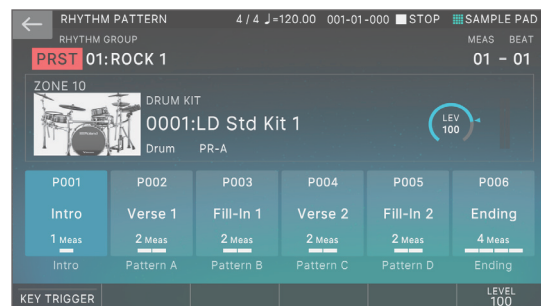 RHYTHM PATTERN 4 / 4 ♩=120.00 001-01-000 STOP SAMPLE PAD
RHYTHM GROUP MEAS BEAT
PRST 01:ROCK 1 01 – 01
ZONE 10
DRUM KIT
0001:LD Std Kit 1
Drum PR-A
LEV
100
P001 P002 P003 P004 P005 P006
Intro Verse 1 Fill-In 1 Verse 2 Fill-In 2 Ending
1 Meas 2 Meas 2 Meas 2 Meas 2 Meas 4 Meas
Intro Pattern A Pattern B Pattern C Pattern D Ending
KEY TRIGGER LEVEL
100